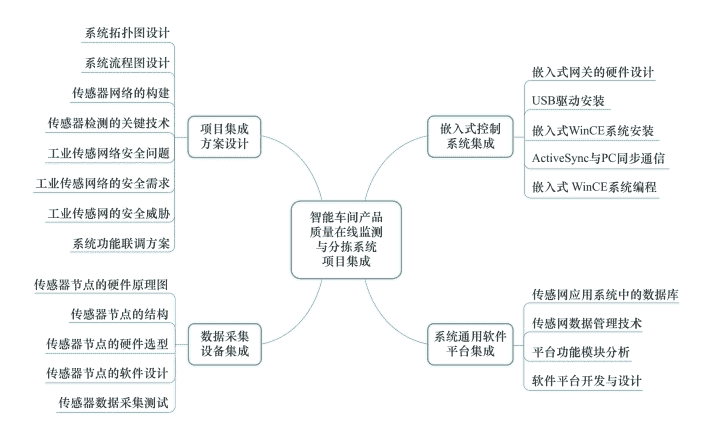 智能车间产品
质量在线监测
与分拣系统
项目集成
项目集成
方案设计
系统拓扑图设计
系统流程图设计
传感器网络的构建
传感器检测的关键技术
工业传感网络安全问题
工业传感网络的安全需求
工业传感网的安全威胁
系统功能联调方案
数据采集
设备集成
传感器节点的硬件原理图
传感器节点的结构
传感器节点的硬件选型
传感器节点的软件设计
传感器数据采集测试
嵌入式控制
系统集成
嵌入式网关的硬件设计
USB驱动安装
嵌入式WinCE系统安装
ActiveSync与PC同步通信
嵌入式 WinCE系统编程
系统通用软件
平台集成
传感网应用系统中的数据库
传感网数据管理技术
平台功能模块分析
软件平台开发与设计